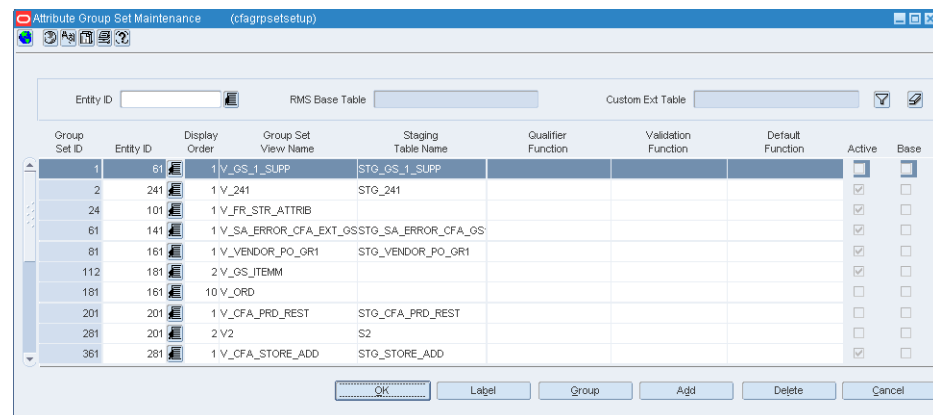 Attribute Group Set Maintenance (cfagrpsetsetup)
Entity ID RMS Base Table Custom Ext Table
Group Display Group Set Staging Qualifier Validation Default
Set ID Entity ID Order View Name Table Name Function Function Function Active Base
1 61 1 V_GS_1_SUPP STG_GS_1_SUPP
2 241 1 V_241 STG_241
24 101 1 V_FR_STR_ATTRIB
61 141 1 V_SA_ERROR_CFA_EXT_GS STG_SA_ERROR_CFA_GS
81 161 1 V_VENDOR_PO_GR1 STG_VENDOR_PO_GR1
112 181 2 V_GS_ITEMM
181 161 10 V_ORD
201 201 1 V_CFA_PRD_REST STG_CFA_PRD_REST
281 201 2 V2 S2
361 281 1 V_CFA_STORE_ADD STG_STORE_ADD
OK Label Group Add Delete Cancel